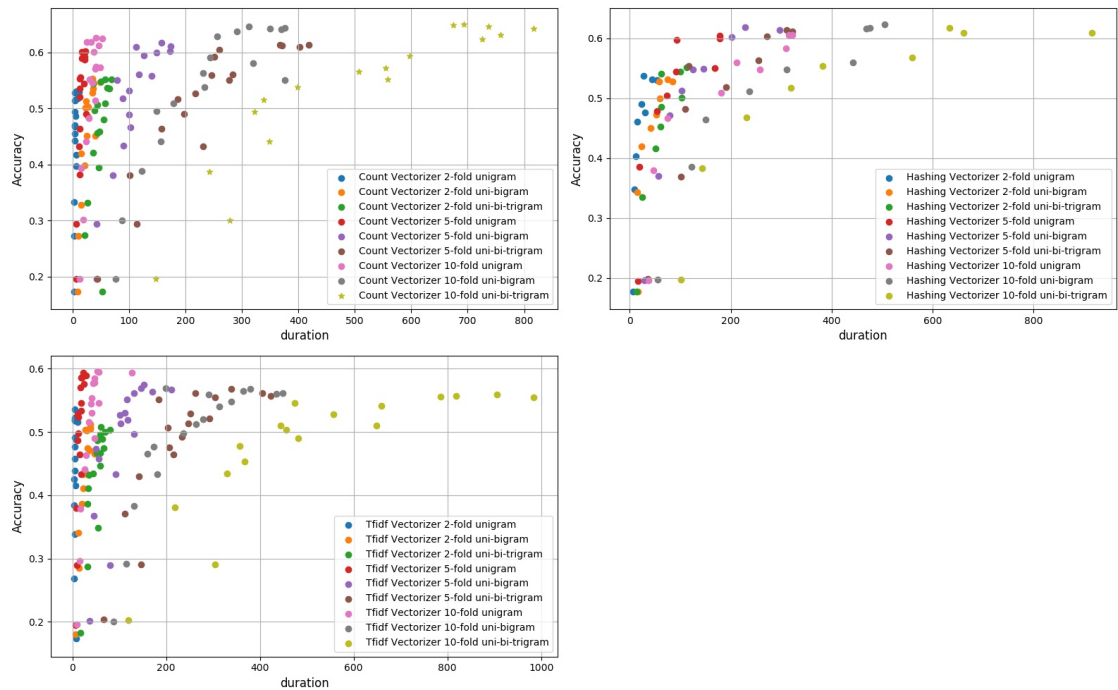 Accuracy
0.6
0.5
0.4
0.3
0.2
Count Vectorizer 2-fold unigram
Count Vectorizer 2-fold uni-bigram
Count Vectorizer 2-fold uni-bi-trigram
Count Vectorizer 5-fold unigram
Count Vectorizer 5-fold uni-bigram
Count Vectorizer 5-fold uni-bi-trigram
Count Vectorizer 10-fold unigram
Count Vectorizer 10-fold uni-bigram
Count Vectorizer 10-fold uni-bi-trigram
0 100 200 300 400 500 600 700 800
duration
Accuracy
0.6
0.5
0.4
0.3
0.2
Hashing Vectorizer 2-fold unigram
Hashing Vectorizer 2-fold uni-bigram
Hashing Vectorizer 2-fold uni-bi-trigram
Hashing Vectorizer 5-fold unigram
Hashing Vectorizer 5-fold uni-bigram
Hashing Vectorizer 5-fold uni-bi-trigram
Hashing Vectorizer 10-fold unigram
Hashing Vectorizer 10-fold uni-bigram
Hashing Vectorizer 10-fold uni-bi-trigram
0 200 400 600 800
duration
Accuracy
0.6
0.5
0.4
0.3
0.2
Tfidf Vectorizer 2-fold unigram
Tfidf Vectorizer 2-fold uni-bigram
Tfidf Vectorizer 2-fold uni-bi-trigram
Tfidf Vectorizer 5-fold unigram
Tfidf Vectorizer 5-fold uni-bigram
Tfidf Vectorizer 5-fold uni-bi-trigram
Tfidf Vectorizer 10-fold unigram
Tfidf Vectorizer 10-fold uni-bigram
Tfidf Vectorizer 10-fold uni-bi-trigram
0 200 400 600 800 1000
duration